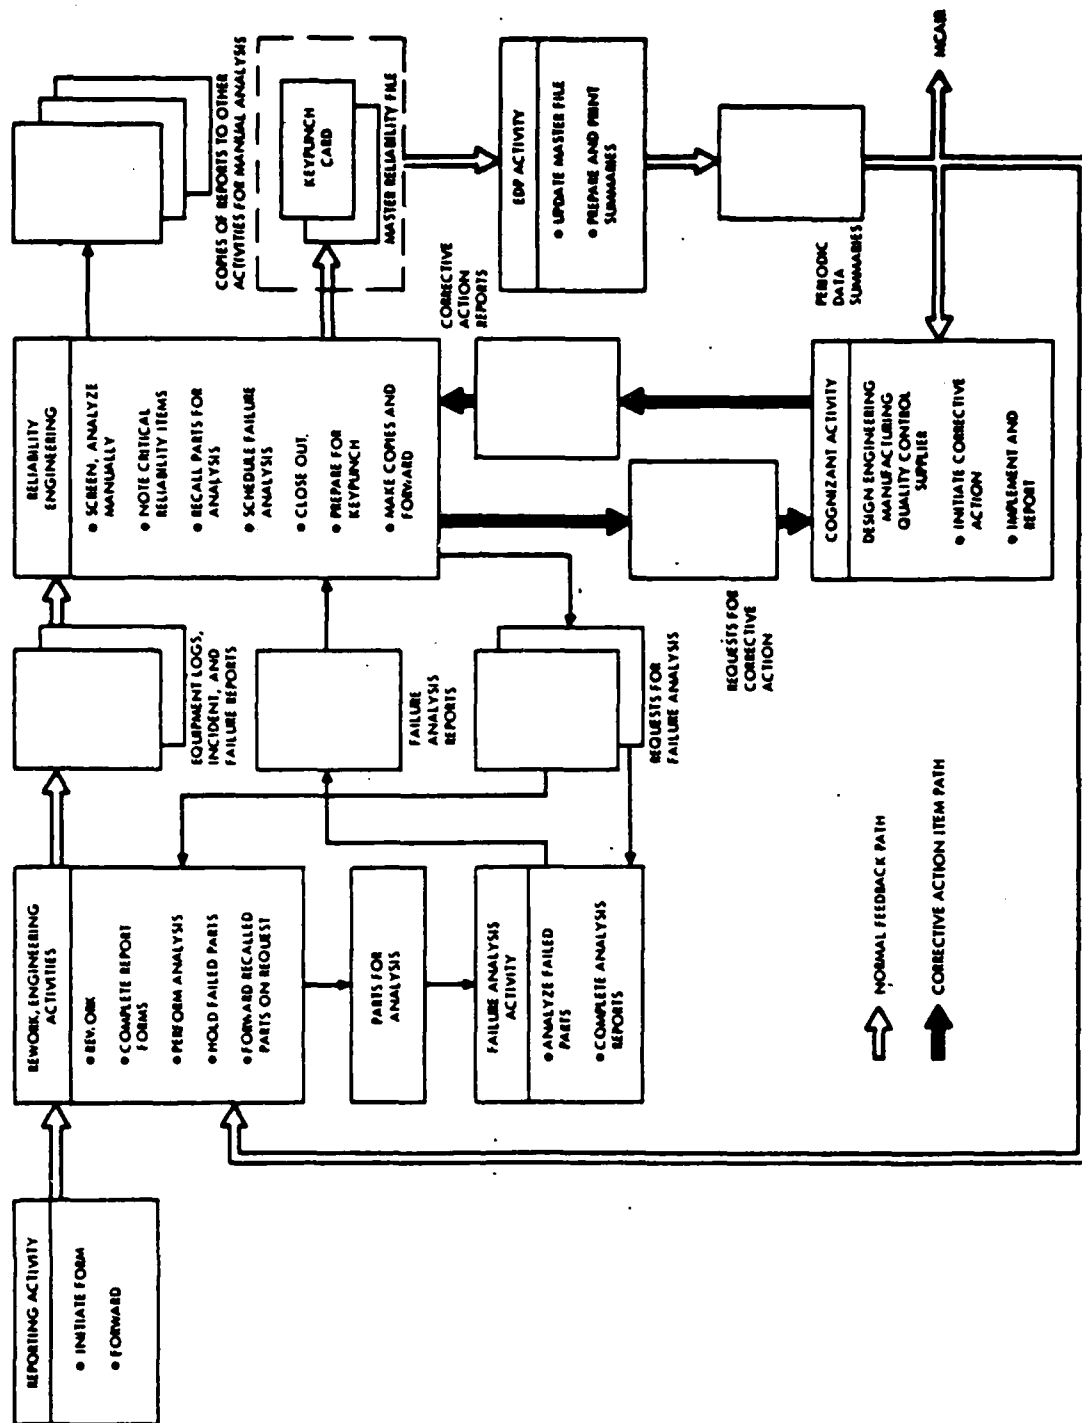 REPORTING ACTIVITY
● INITIATE FORM
● FORWARD
REWORK, ENGINEERING
ACTIVITIES
● REWORK
● COMPLETE REPORT
FORMS
● PERFORM ANALYSIS
● HOLD FAILED PARTS
● FORWARD RECALLED
PARTS ON REQUEST
PARTS FOR
ANALYSIS
FAILURE ANALYSIS
ACTIVITY
● ANALYZE FAILED
PARTS
● COMPLETE ANALYSIS
REPORTS
EQUIPMENT LOGS,
INCIDENT, AND
FAILURE REPORTS
FAILURE
ANALYSIS
REPORTS
REQUESTS FOR
FAILURE ANALYSIS
RELIABILITY
ENGINEERING
● SCREEN, ANALYZE
MANUALLY
● NOTE CRITICAL
RELIABILITY ITEMS
● RECALL PARTS FOR
ANALYSIS
● SCHEDULE FAILURE
ANALYSIS
● CLOSE OUT.
● PREPARE FOR
KEYPUNCH
● MAKE COPIES AND
FORWARD
CORRECTIVE
ACTION
REPORTS
REQUESTS FOR
CORRECTIVE
ACTION
COGNIZANT ACTIVITY
DESIGN ENGINEERING
MANUFACTURING
QUALITY CONTROL
SUPPLIER
● INITIATE CORRECTIVE
ACTION
● IMPLEMENT AND
REPORT
COPIES OF REPORTS TO OTHER
ACTIVITIES FOR MANUAL ANALYSIS
KEYPUNCH
CARD
MASTER RELIABILITY FILE
EDP ACTIVITY
● UPDATE MASTER FILE
● PREPARE AND PRINT
SUMMARIES
PERIODIC
DATA
SUMMARIES
MCAIR
NORMAL FEEDBACK PATH
CORRECTIVE ACTION ITEM PATH